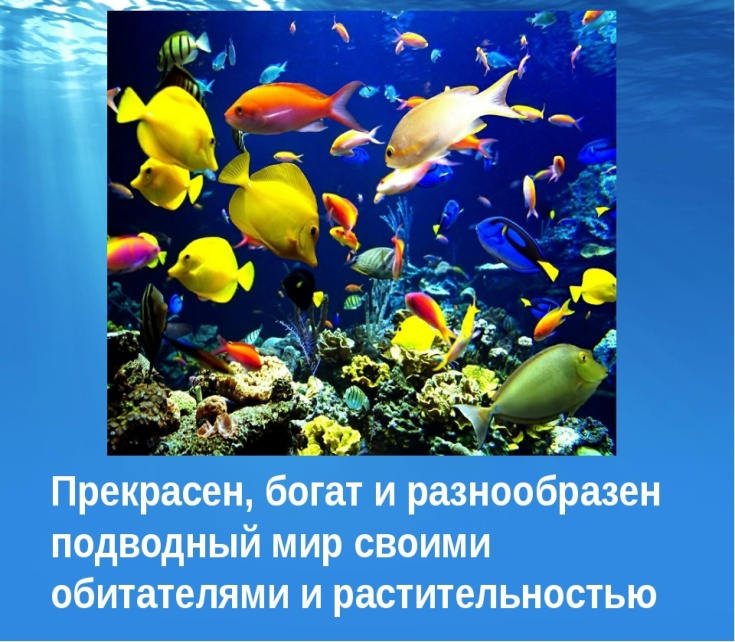 Прекрасен, богат и разнообразен
подводный мир своими
обитателями и растительностью